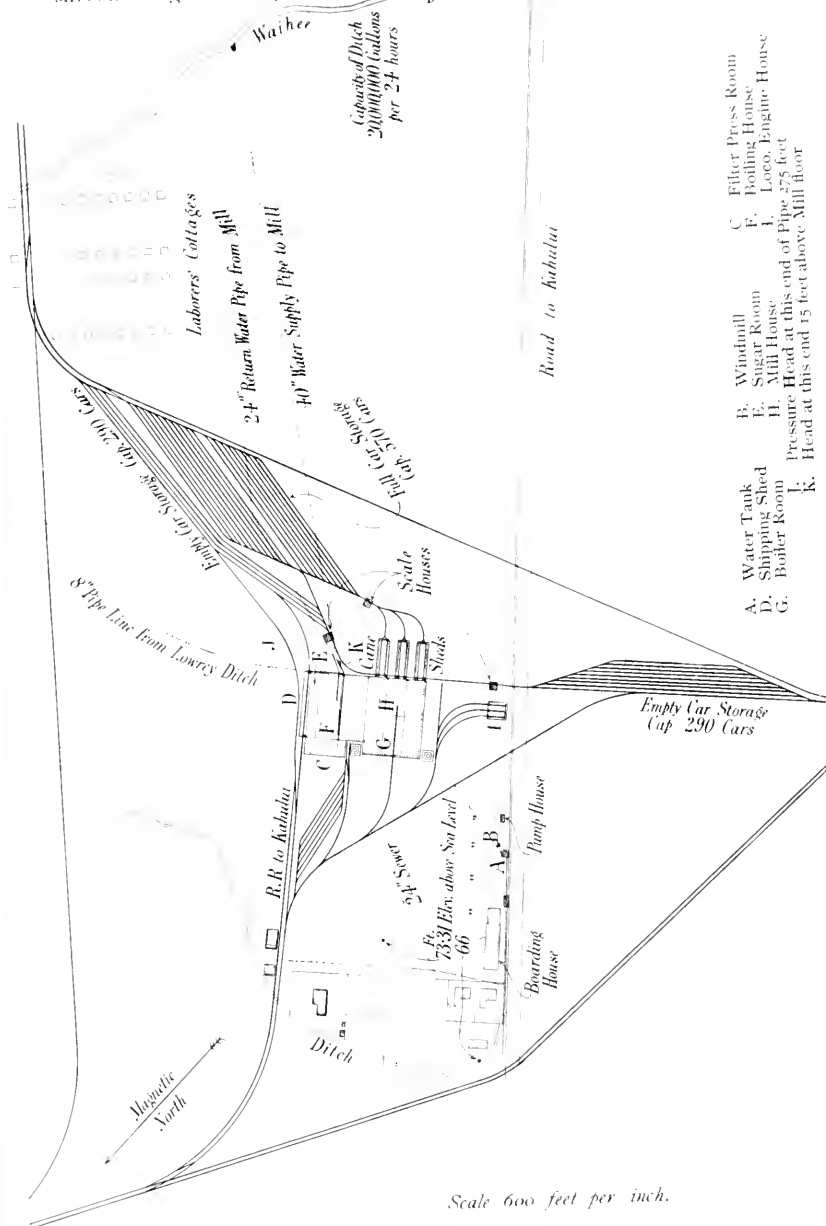 Waihee
Capacity of Ditch
20,000,000 Gallons
per 24 hours
Laborers' Cottages
24" Return Water Pipe from Mill
40" Water Supply Pipe to Mill
Road to Kahului
Empty Car Storage Cap. 290 Cars
Full Car Storage
Cap. 570 Cars
8" Pipe Line from Lowrey Ditch
Scale
Houses
J
D
E
K
Cane
Sheds
F
H
C
G
I
R.R to Kahului
Empty Car Storage
Cap 290 Cars
24" Sewer
Ft.
73.31 Elev. above Sea Level
66 " " " "
B
A
Pump House
Boarding
House
Ditch
Magnetic
North
A. Water Tank B. Windmill C Filter Press Room
D. Shipping Shed E. Sugar Room F. Boiling House
G. Boiler Room H. Mill House I. Loco. Engine House
J: Pressure Head at this end of Pipe 275 feet
K. Head at this end 15 feet above Mill floor
Scale 600 feet per inch.